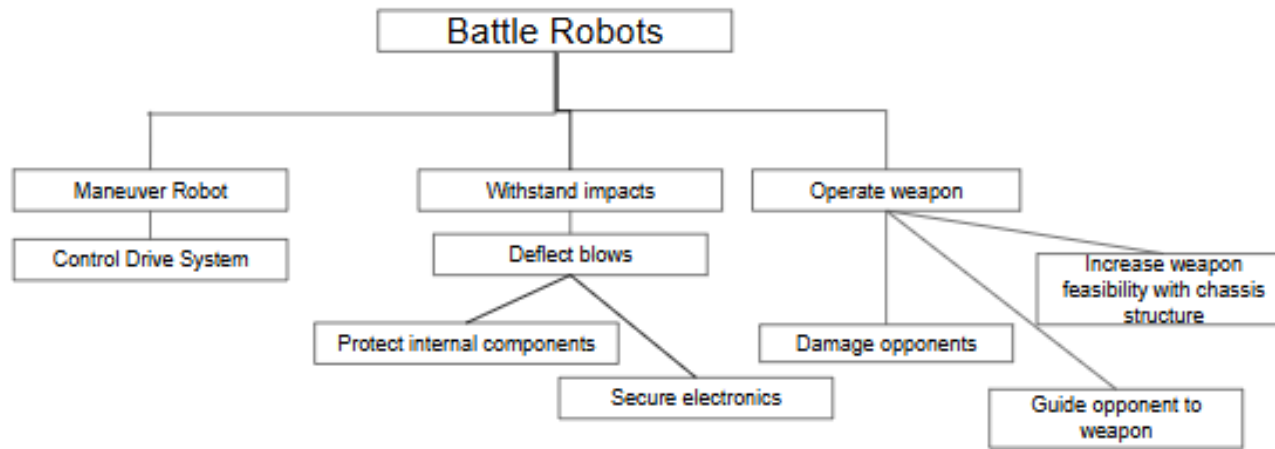 Battle Robots
Maneuver Robot
Withstand impacts
Operate weapon
Control Drive System
Deflect blows
Increase weapon
feasibility with chassis
structure
Protect internal components
Damage opponents
Secure electronics
Guide opponent to
weapon